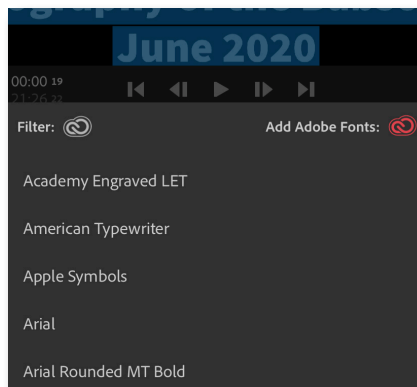 June 2020
00:00 19
21:26 22
Filter:
Add Adobe Fonts:
Academy Engraved LET
American Typewriter
Apple Symbols
Arial
Arial Rounded MT Bold